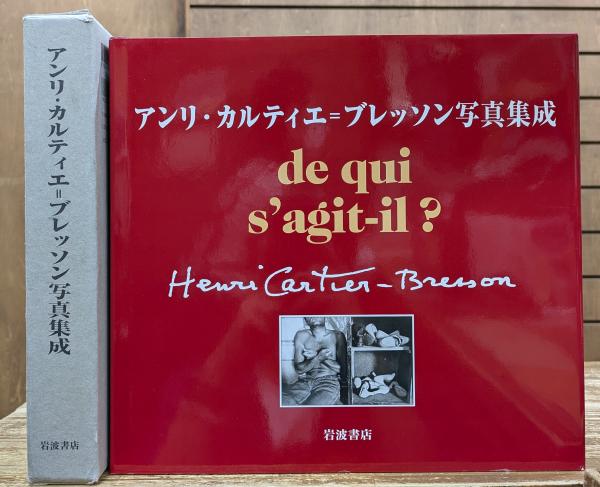 アンリ・カルティエ=ブレッソン写真集成
岩波書店
アンリ・カルティエ=ブレッソン写真集成
de qui
s'agit-il ?
Henri Cartier-Bresson
岩波書店